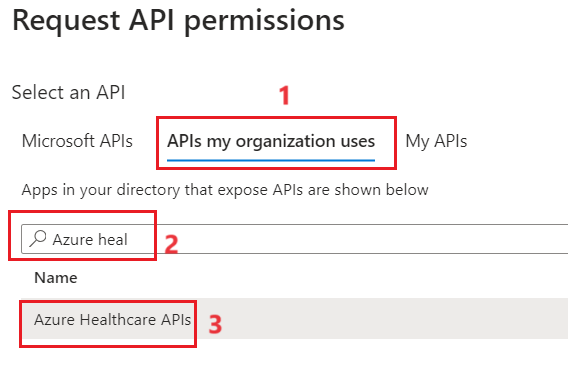 Request API permissions
Select an API
1
Microsoft APIs APIs my organization uses My APIs
Apps in your directory that expose APIs are shown below
Azure heal 2
Name
Azure Healthcare APIs 3